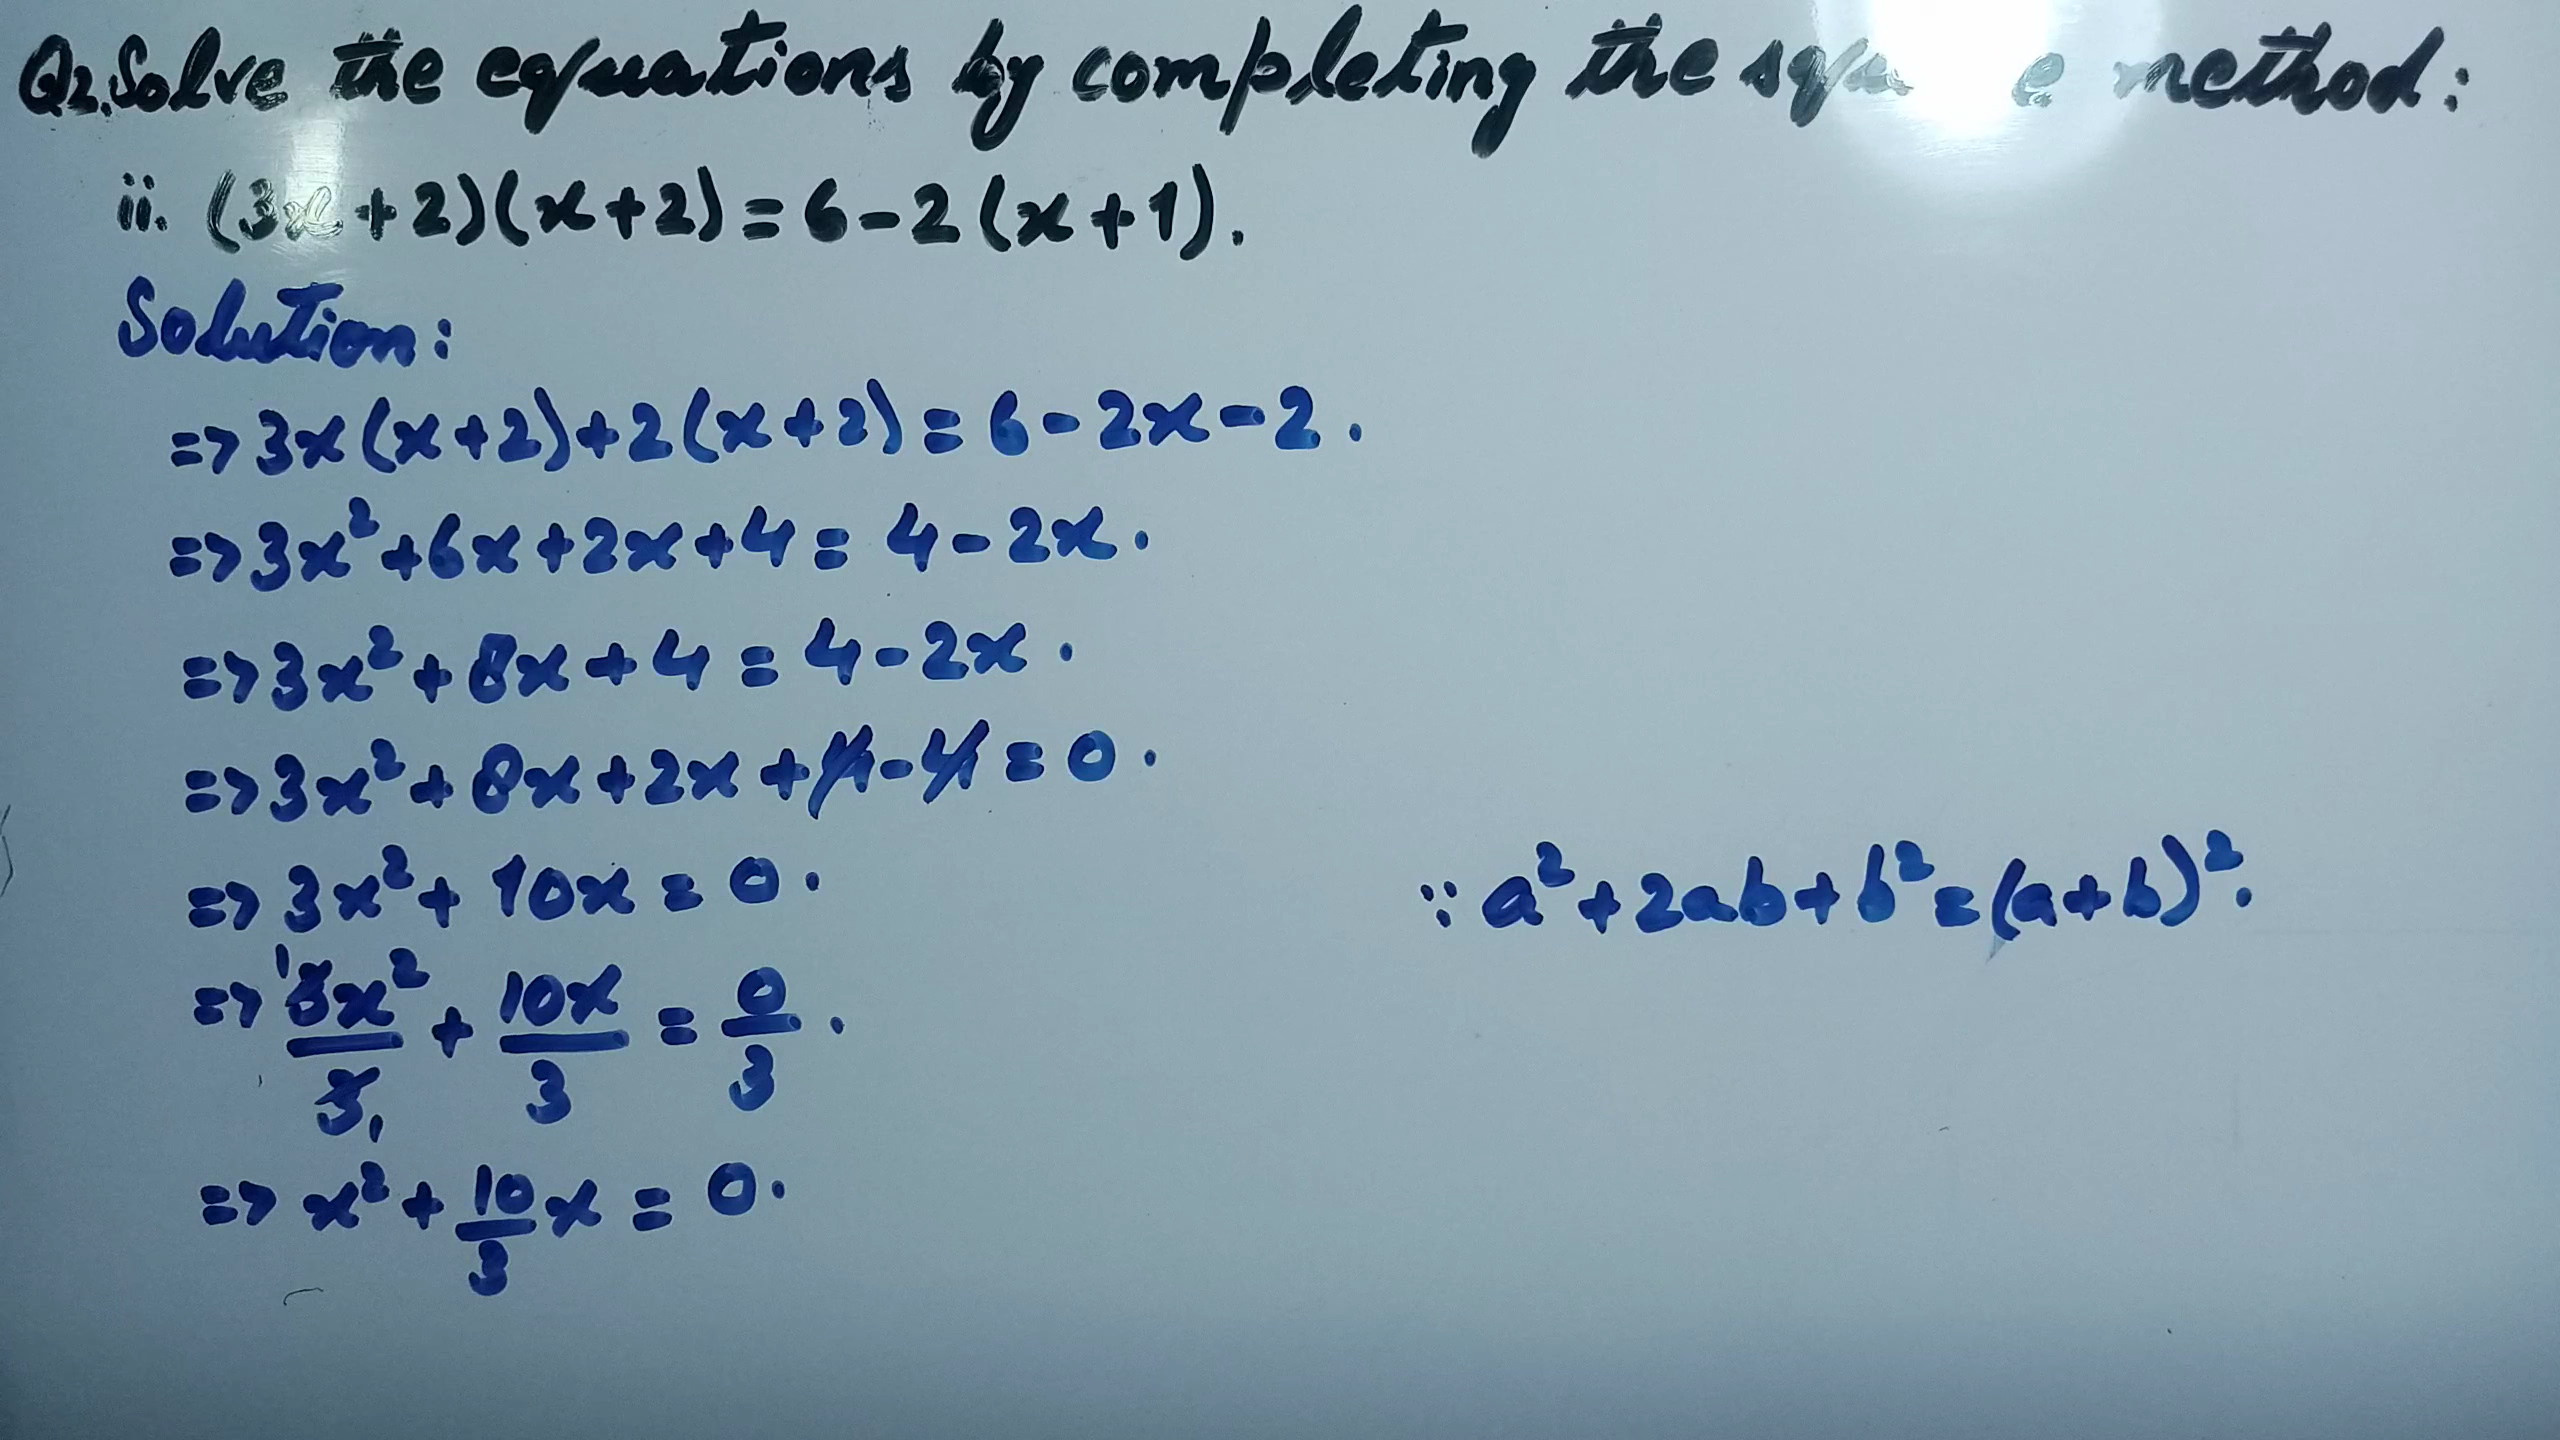 Q2. Solve the equations by completing the method:
ii. (3x+2)(x+2)=6-2(x+1).
Solution:
=> 3x(x+2)+2(x+2)=6-2x-2.
=> 3x²+6x+2x+4=4-2x.
=> 3x²+8x+4=4-2x.
=> 3x²+8x+2x+4-4=0.
=> 3x²+10x=0.
∵ a²+2ab+b²=(a+b)².
=> 3x²/3 + 10x/3 = 0/3.
=> x²+10/3x=0.